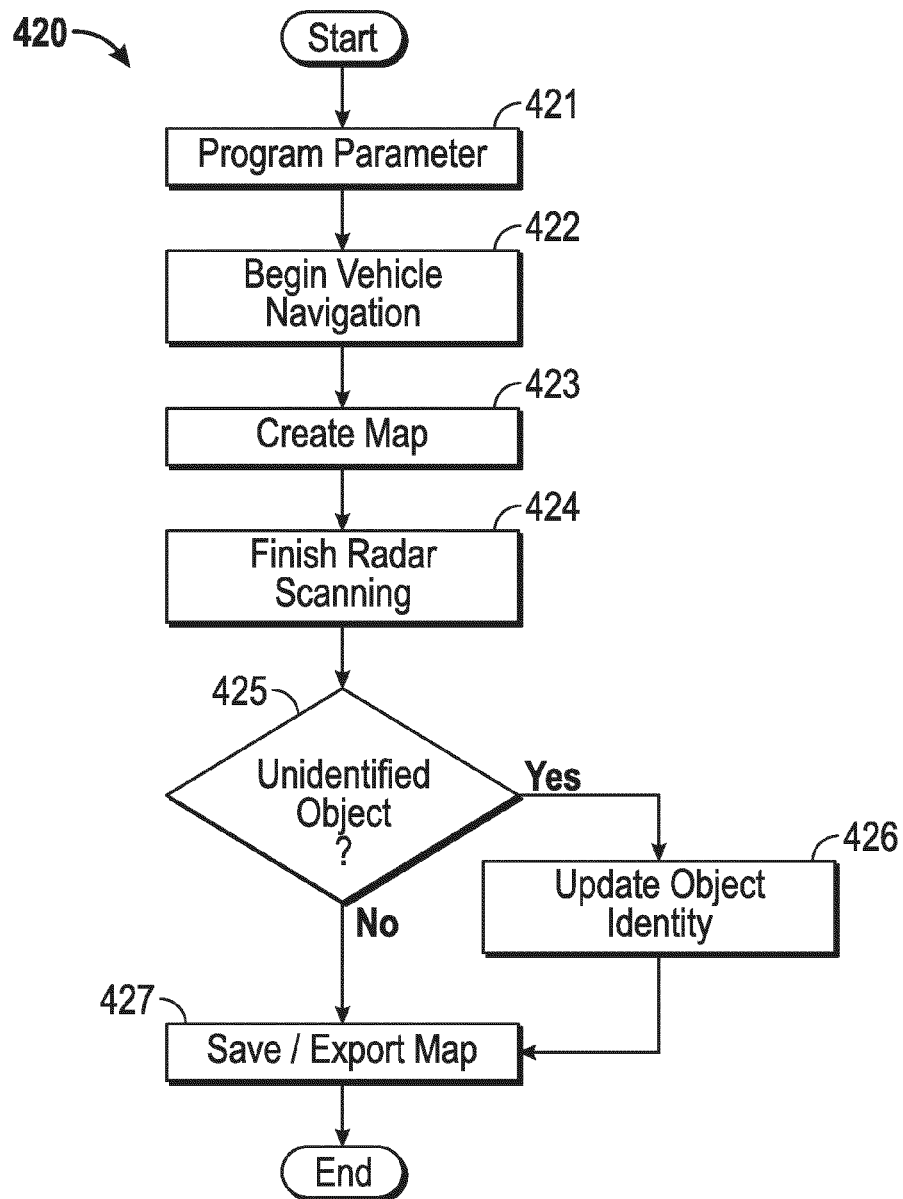 420
Start
421
Program Parameter
422
Begin Vehicle
Navigation
423
Create Map
424
Finish Radar
Scanning
425
Unidentified
Object
?
Yes
426
Update Object
Identity
No
427
Save / Export Map
End